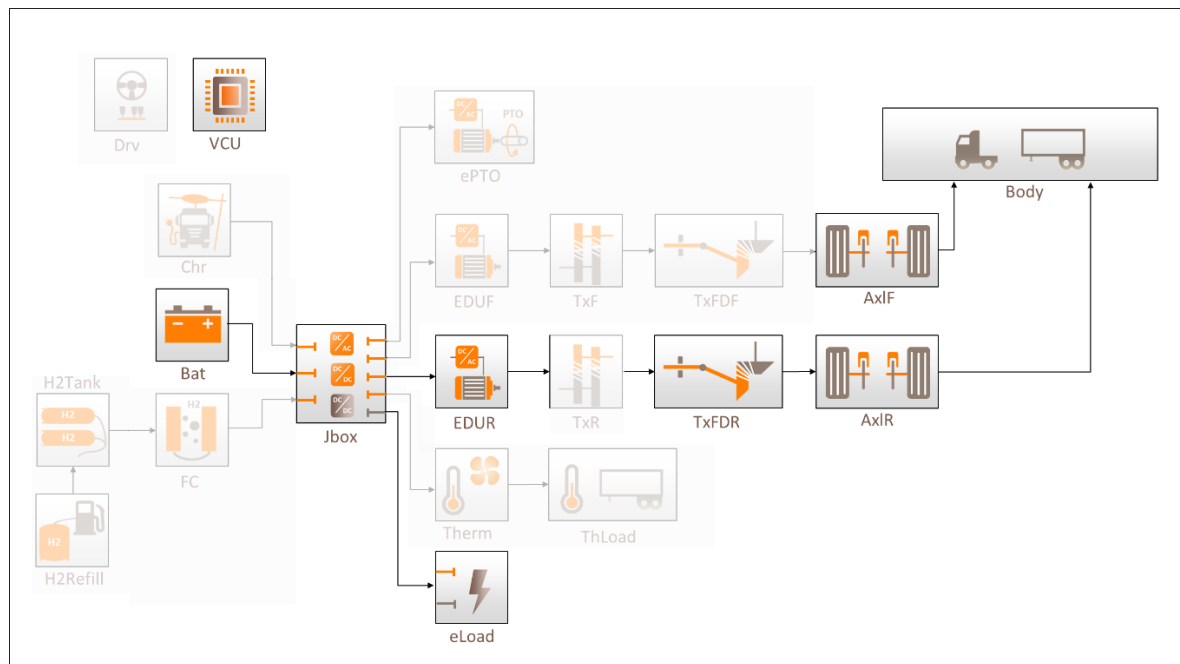 Drv
VCU
DC
AC
PTO
ePTO
Body
Chr
DC
AC
EDUF
TxF
TxFDF
AxlF
Bat
DC
AC
DC
DC
DC
DC
Jbox
DC
AC
EDUR
TxR
TxFDR
AxlR
H2Tank
H2
H2
H2
FC
H2
H2Refill
Therm
ThLoad
eLoad